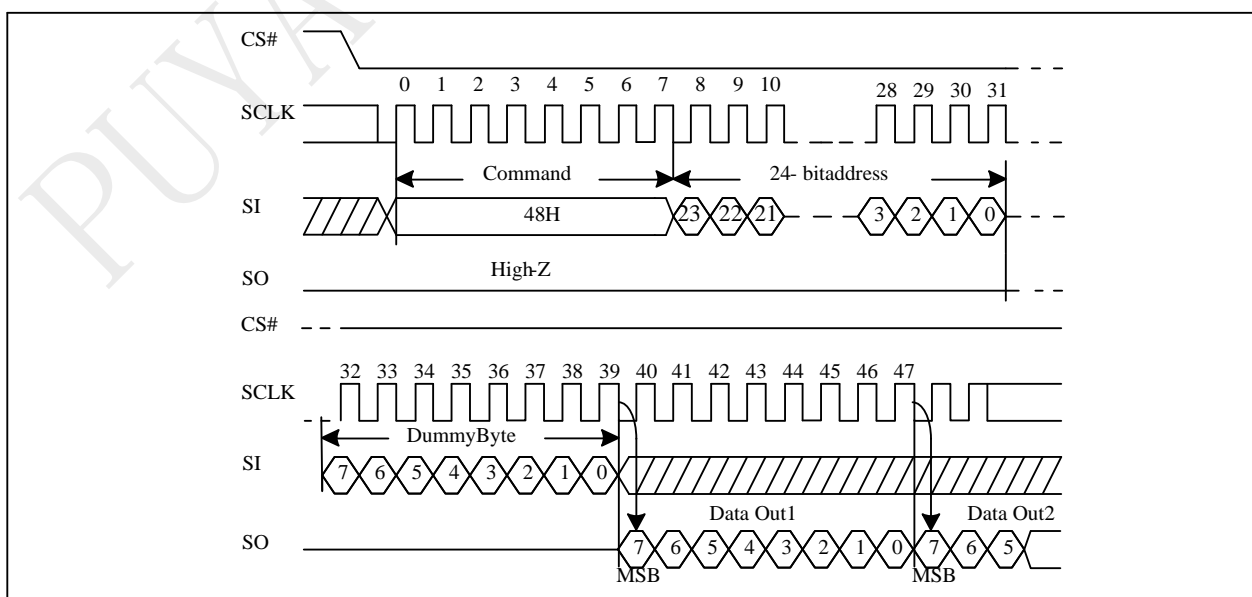 PUYA
CS#
0 1 2 3 4 5 6 7 8 9 10 28 29 30 31
SCLK
Command 24- bitaddress
SI 48H 23 22 21 3 2 1 0
High-Z
SO
CS#
32 33 34 35 36 37 38 39 40 41 42 43 44 45 46 47
SCLK
DummyByte
SI 7 6 5 4 3 2 1 0
Data Out1 Data Out2
SO 7 6 5 4 3 2 1 0 7 6 5
MSB MSB